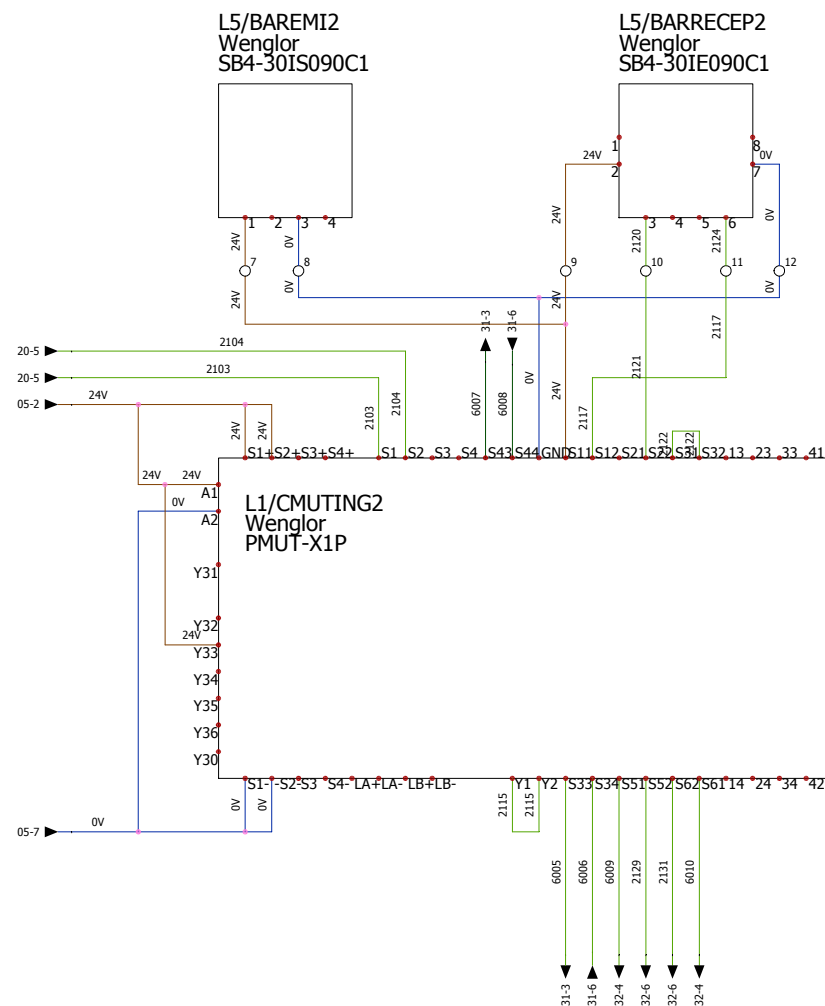 L5/BAREMI2
Wenglor
SB4-30IS090C1
L5/BARRECEP2
Wenglor
SB4-30IE090C1
1
8
24V
0V
2
7
1 2 3 4
3 4 5 6
24V
0V
24V
2120
2124
0V
7 8 9 10 11 12
24V
0V
24V
2117
0V
31-3
31-6
20-5
2104
20-5
2103
2121
05-2
24V
2103
2104
6007
6008
0V
24V
2117
24V
24V
2122
2122
S1+ S2+ S3+ S4+ S1 S2 S3 S4 S43 S44 GND S11 S12 S21 S22 S31 S32 13 23 33 41
24V
24V
A1
0V
A2
L1/CMUTING2
Wenglor
PMUT-X1P
Y31
Y32
24V
Y33
Y34
Y35
Y36
Y30
S1- -S2- S3 S4- LA+ LA- LB+ LB- Y1 Y2 S33 S34 S51 S52 S62 S61 14 24 34 42
0V
0V
2115
2115
05-7
0V
6005
6006
6009
2129
2131
6010
31-3
31-6
32-4
32-6
32-6
32-4